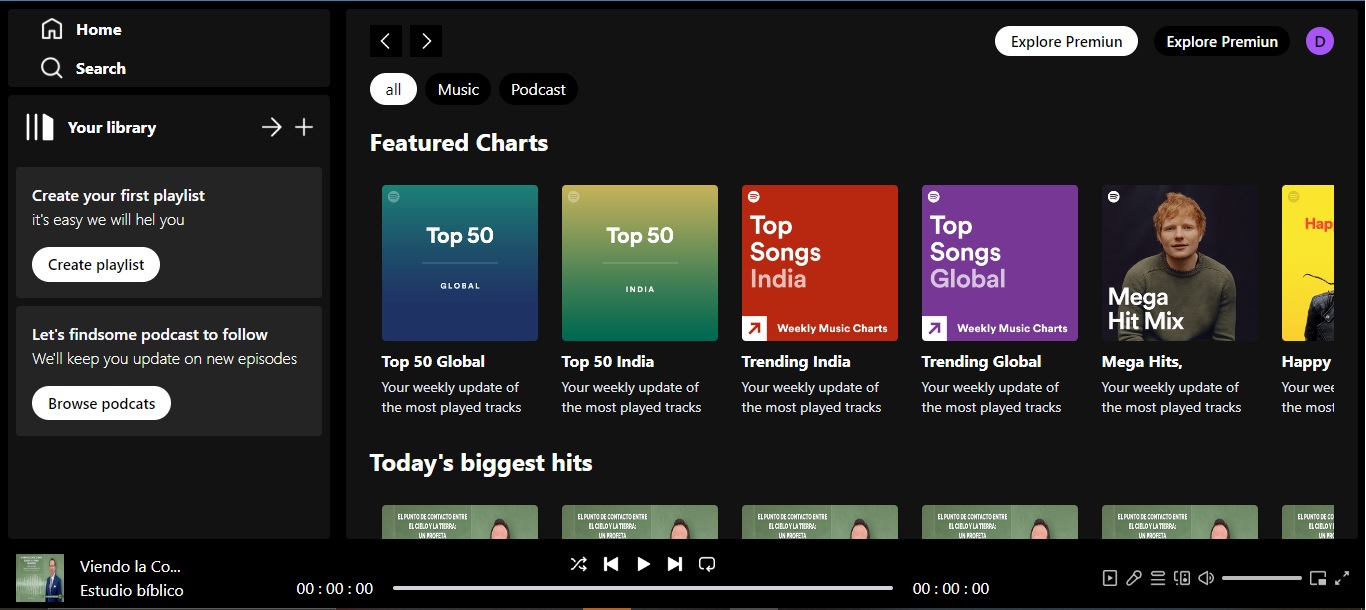 Home
Search
Your library
Create your first playlist
it's easy we will hel you
Create playlist
Let's findsome podcast to follow
We'll keep you update on new episodes
Browse podcats
Explore Premiun
Explore Premiun
D
all
Music
Podcast
Featured Charts
Top 50
GLOBAL
Top 50 Global
Your weekly update of
the most played tracks
Top 50
INDIA
Top 50 India
Your weekly update of
the most played tracks
Top
Songs
India
Weekly Music Charts
Trending India
Your weekly update of
the most played tracks
Top
Songs
Global
Weekly Music Charts
Trending Global
Your weekly update of
the most played tracks
Mega
Hit Mix
Mega Hits,
Your weekly update of
the most played tracks
Hap
Happy
Your wee
the most
Today's biggest hits
EL PUNTO DE CONTACTO ENTRE
EL CIELO Y LA TIERRA:
UN PROFETA
EL PUNTO DE CONTACTO ENTRE
EL CIELO Y LA TIERRA:
UN PROFETA
EL PUNTO DE CONTACTO ENTRE
EL CIELO Y LA TIERRA:
UN PROFETA
EL PUNTO DE CONTACTO ENTRE
EL CIELO Y LA TIERRA:
UN PROFETA
EL PUNTO DE CONTACTO ENTRE
EL CIELO Y LA TIERRA:
UN PROFETA
EL PUNTO DE C
EL CIELO
UN
Viendo la Co...
Estudio bíblico
00 : 00 : 00
00 : 00 : 00